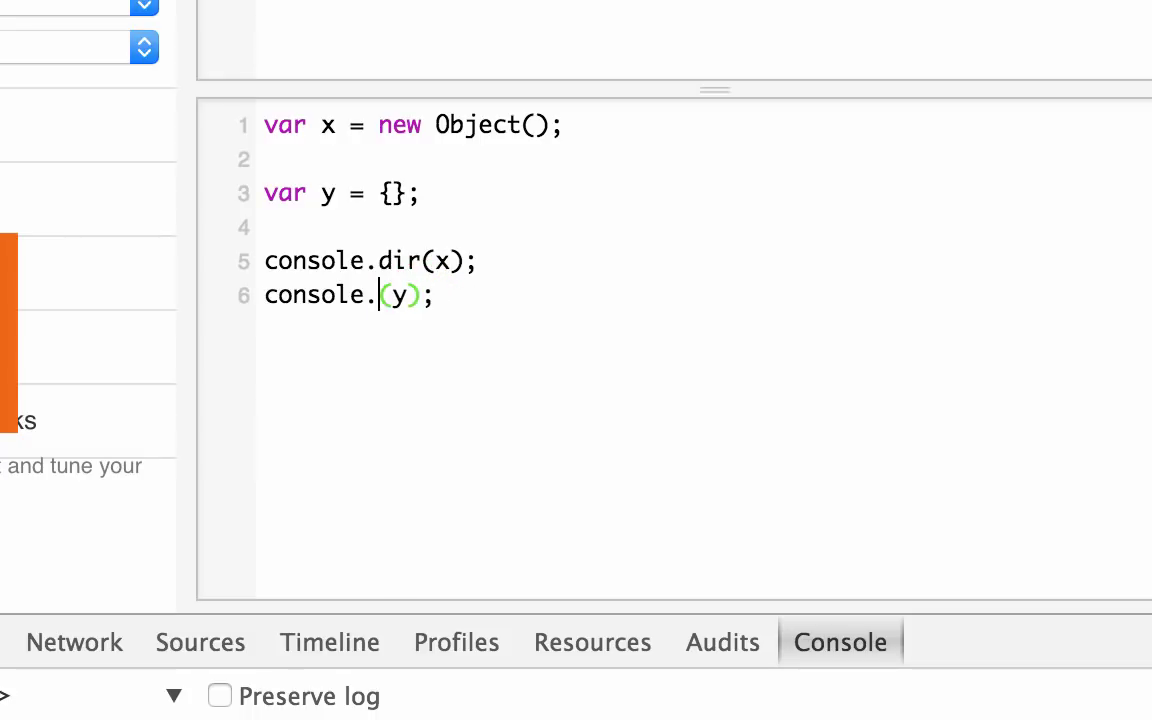 1 var x = new Object();
2
3 var y = {};
4
5 console.dir(x);
6 console.(y);
ks
t and tune your
Network Sources Timeline Profiles Resources Audits Console
> ▼ Preserve log